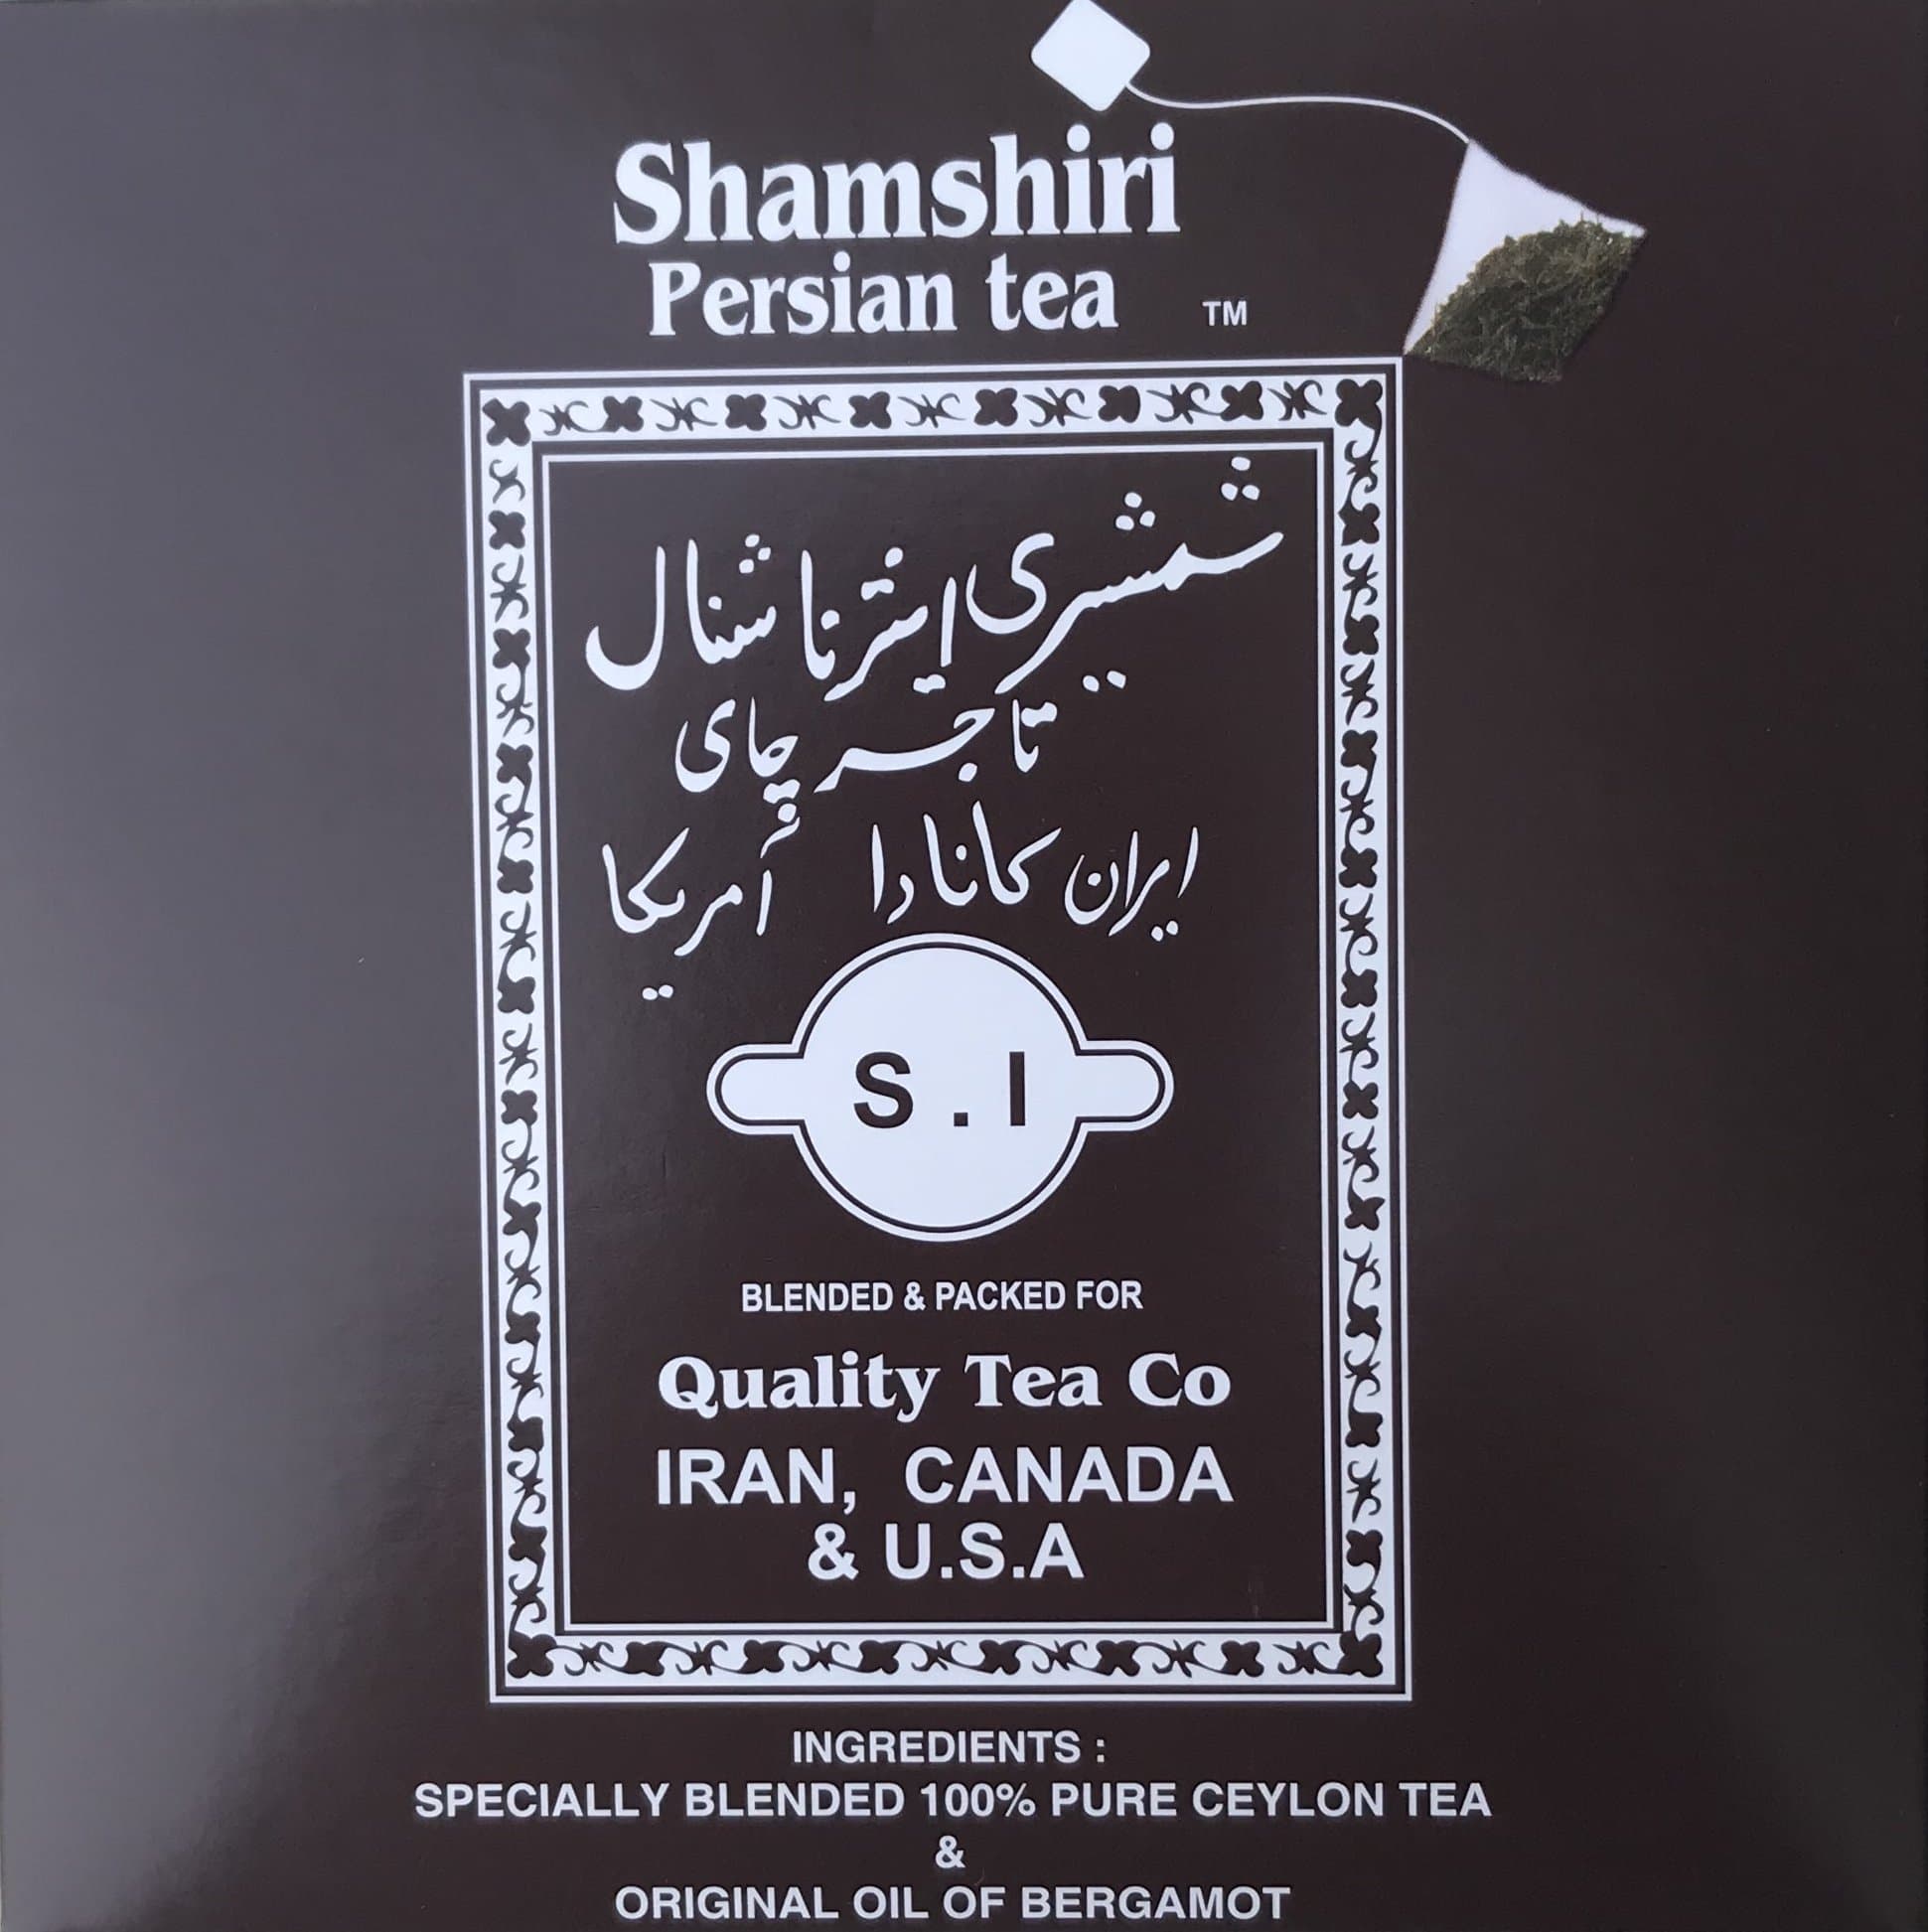 Shamshiri
Persian tea TM
شمشیری اینترناشنال
تاجر چای
ایران کانادا أمریکا
S . I
BLENDED & PACKED FOR
Quality Tea Co
IRAN, CANADA
& U.S.A
INGREDIENTS :
SPECIALLY BLENDED 100% PURE CEYLON TEA
&
ORIGINAL OIL OF BERGAMOT